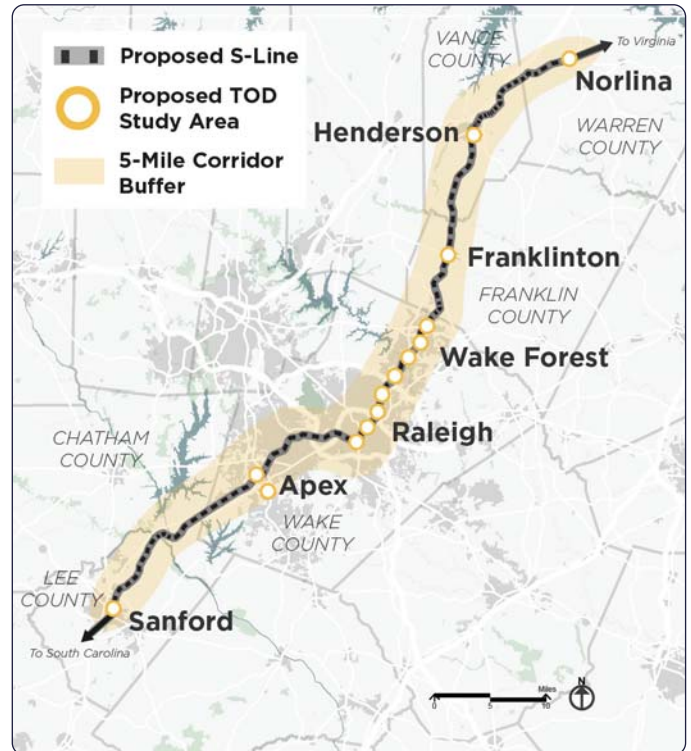 Proposed S-Line
Proposed TOD
Study Area
5-Mile Corridor
Buffer
VANCE
COUNTY
To Virginia
Norlina
WARREN
COUNTY
Henderson
Franklinton
FRANKLIN
COUNTY
Wake Forest
Raleigh
CHATHAM
COUNTY
Apex
WAKE
COUNTY
LEE
COUNTY
Sanford
To South Carolina
Miles
0 5 10
N